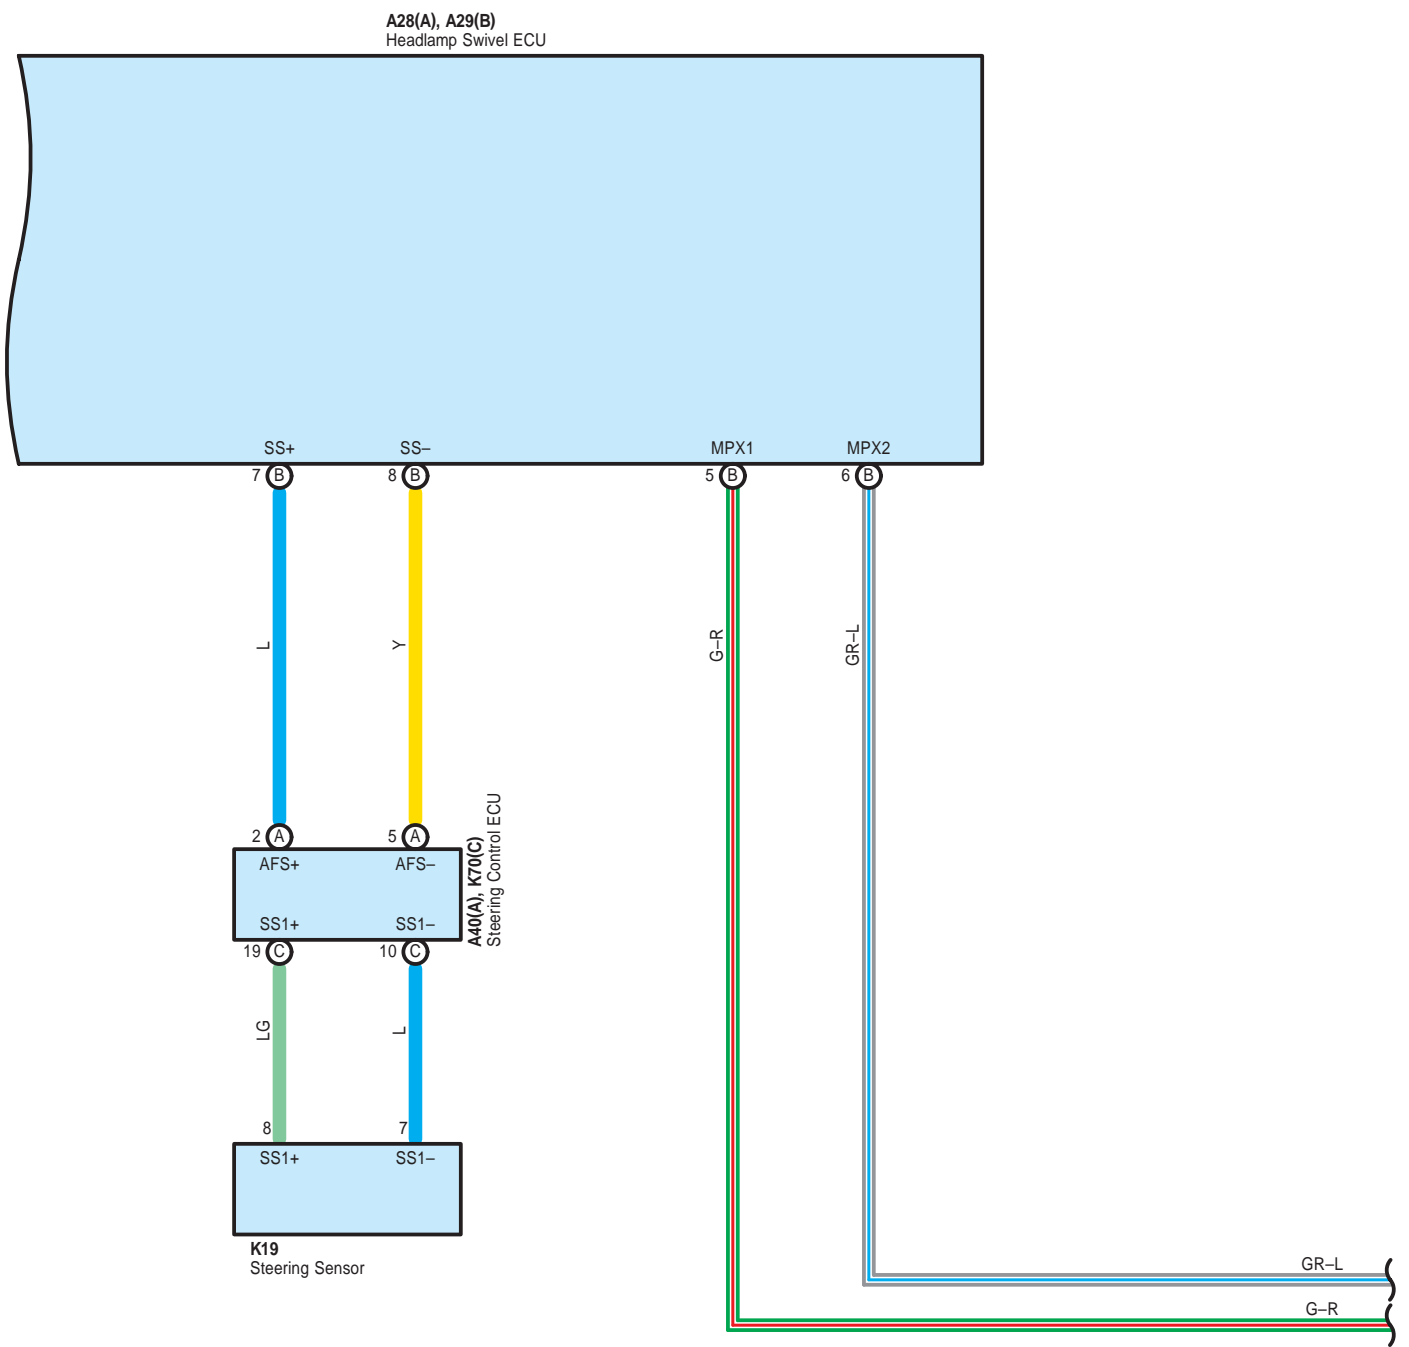 A28(A), A29(B)
Headlamp Swivel ECU
SS+ SS– MPX1 MPX2
7 B 8 B 5 B 6 B
L Y G–R GR–L
2 A 5 A
AFS+ AFS–
A40(A), K70(C)
Steering Control ECU
SS1+ SS1–
19 C 10 C
LG L
8 7
SS1+ SS1–
K19
Steering Sensor
GR–L
G–R